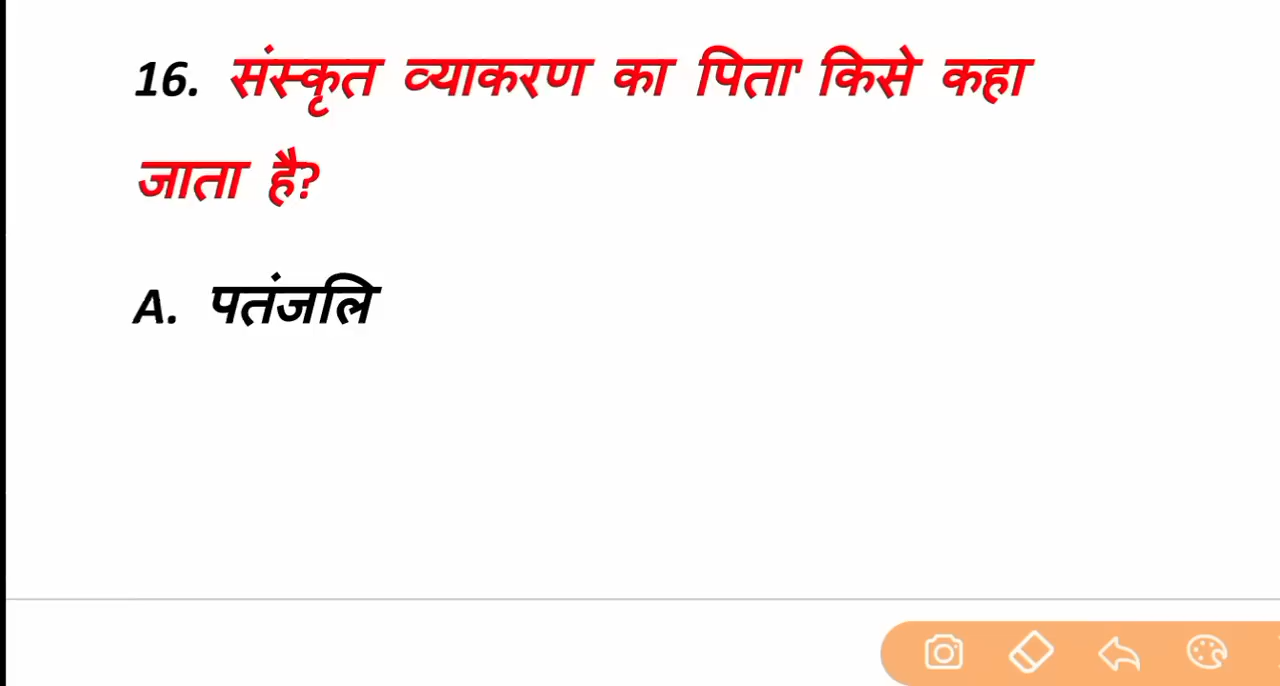 16. संस्कृत व्याकरण का पिता' किसे कहा
जाता है?
A. पतंजलि